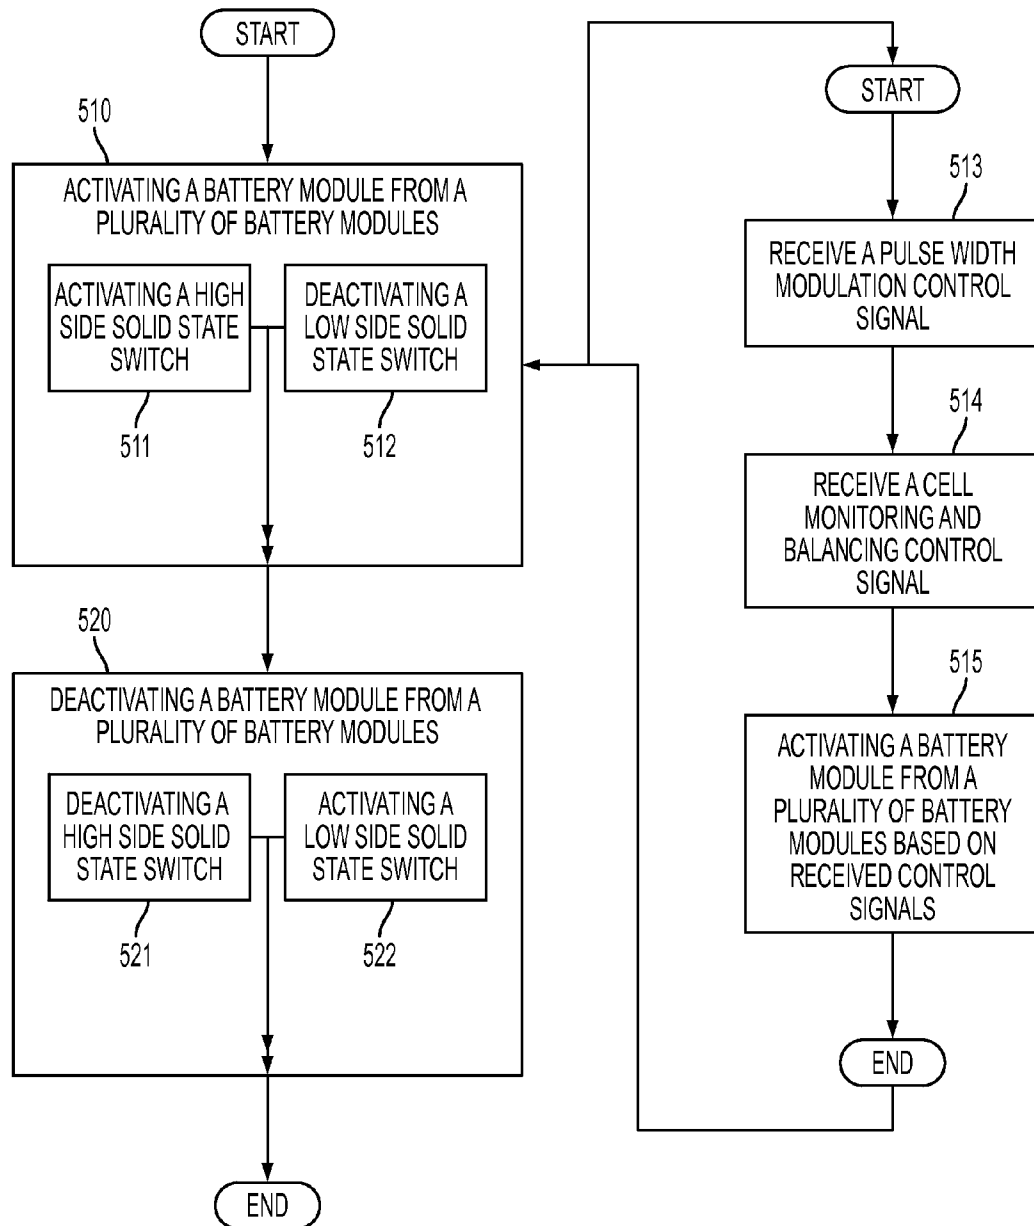 START
510
ACTIVATING A BATTERY MODULE FROM A
PLURALITY OF BATTERY MODULES
ACTIVATING A HIGH
SIDE SOLID STATE
SWITCH
511
DEACTIVATING A
LOW SIDE SOLID
STATE SWITCH
512
520
DEACTIVATING A BATTERY MODULE FROM A
PLURALITY OF BATTERY MODULES
DEACTIVATING A
HIGH SIDE SOLID
STATE SWITCH
521
ACTIVATING A
LOW SIDE SOLID
STATE SWITCH
522
END
START
513
RECEIVE A PULSE WIDTH
MODULATION CONTROL
SIGNAL
514
RECEIVE A CELL
MONITORING AND
BALANCING CONTROL
SIGNAL
515
ACTIVATING A BATTERY
MODULE FROM A
PLURALITY OF BATTERY
MODULES BASED ON
RECEIVED CONTROL
SIGNALS
END